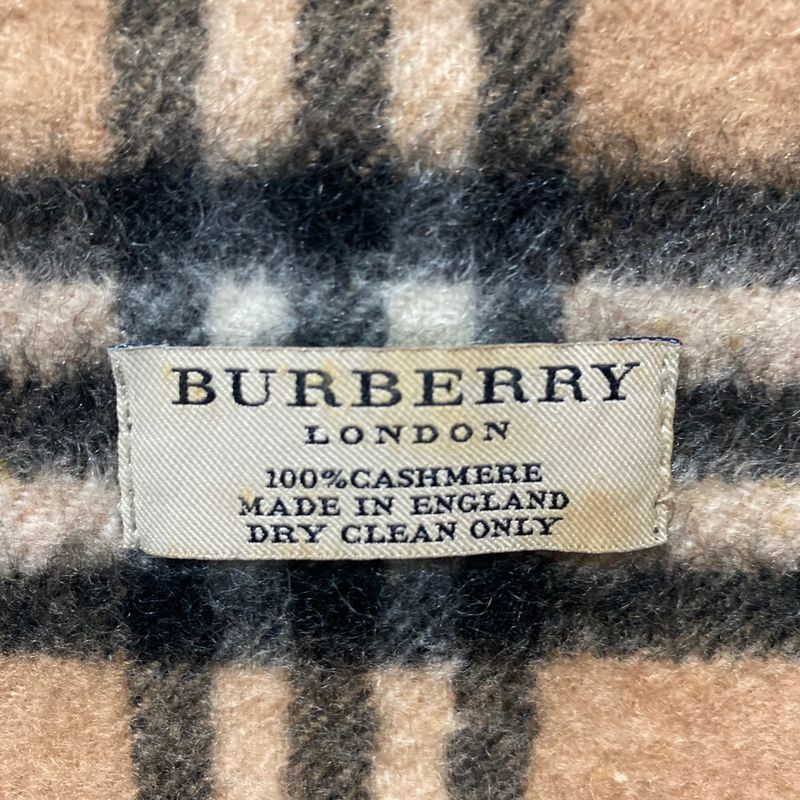 BURBERRY
LONDON
100%CASHMERE
MADE IN ENGLAND
DRY CLEAN ONLY